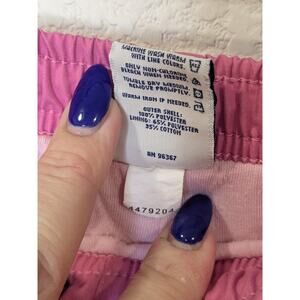 MACHINE WASH WARM
WITH LIKE COLORS.
ONLY NON-CHLORINE
BLEACH WHEN NEEDED.
TUMBLE DRY MEDIUM.
REMOVE PROMPTLY.
WARM IRON IF NEEDED.
OUTER SHELL:
100% POLYESTER
LINING: 65% POLYESTER
35% COTTON
RN 96367
4479204